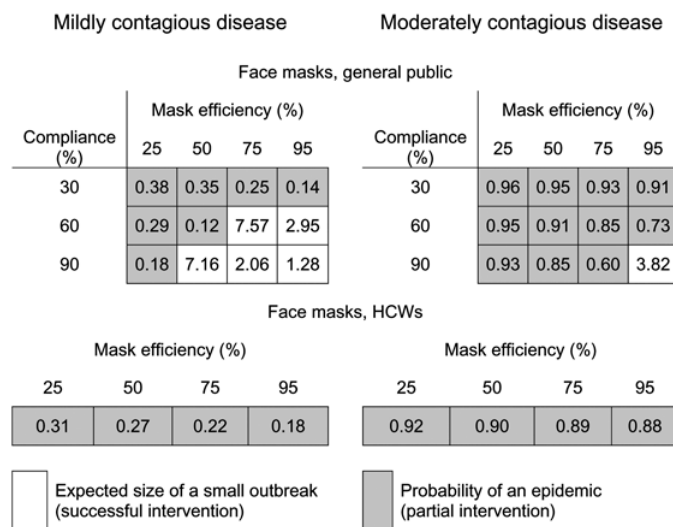 Mildly contagious disease Moderately contagious disease
Face masks, general public
Mask efficiency (%) Mask efficiency (%)
Compliance (%) 25 50 75 95 Compliance (%) 25 50 75 95
30 0.38 0.35 0.25 0.14 30 0.96 0.95 0.93 0.91
60 0.29 0.12 7.57 2.95 60 0.95 0.91 0.85 0.73
90 0.18 7.16 2.06 1.28 90 0.93 0.85 0.60 3.82
Face masks, HCWs
Mask efficiency (%) Mask efficiency (%)
25 50 75 95 25 50 75 95
0.31 0.27 0.22 0.18 0.92 0.90 0.89 0.88
Expected size of a small outbreak
(successful intervention)
Probability of an epidemic
(partial intervention)